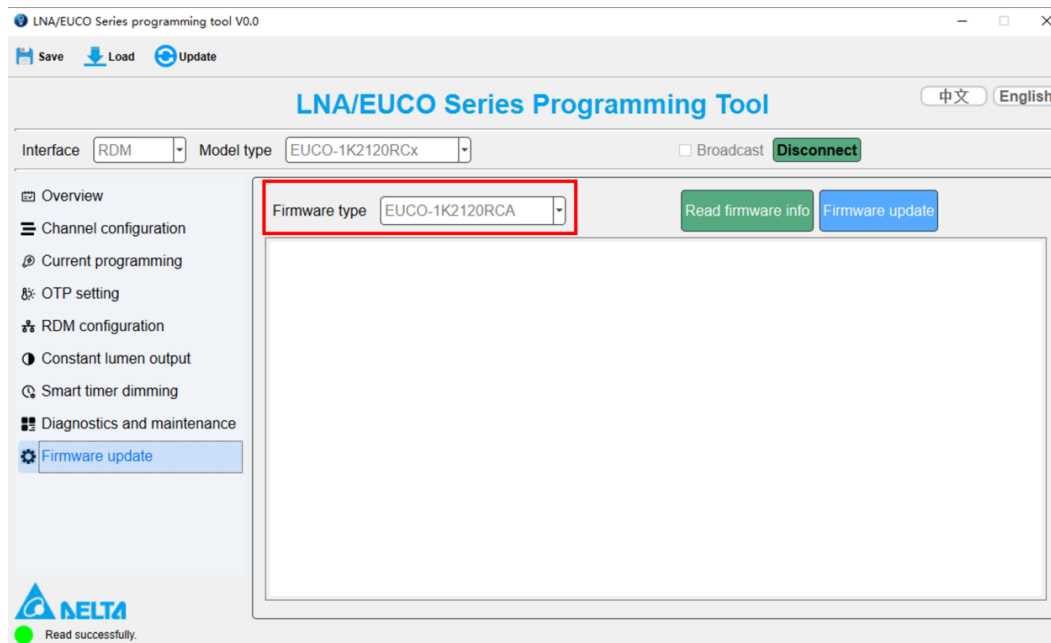 LNA/EUCO Series programming tool V0.0
Save Load Update
LNA/EUCO Series Programming Tool
中文 English
Interface RDM Model type EUCO-1K2120RCx Broadcast Disconnect
Overview
Firmware type EUCO-1K2120RCA Read firmware info Firmware update
Channel configuration
Current programming
OTP setting
RDM configuration
Constant lumen output
Smart timer dimming
Diagnostics and maintenance
Firmware update
DELTA
Read successfully.